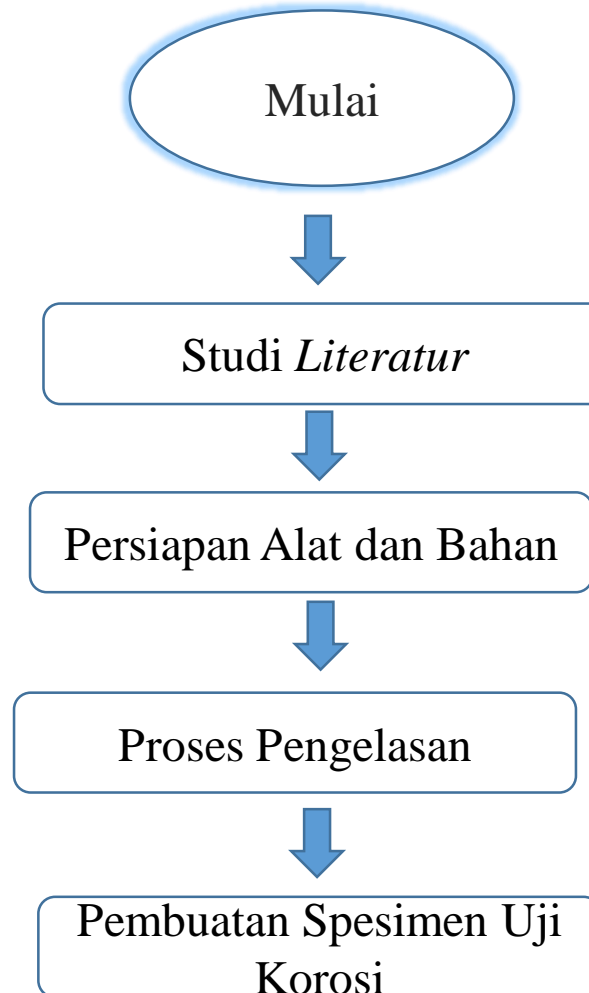 Mulai
Studi Literatur
Persiapan Alat dan Bahan
Proses Pengelasan
Pembuatan Spesimen Uji
Korosi